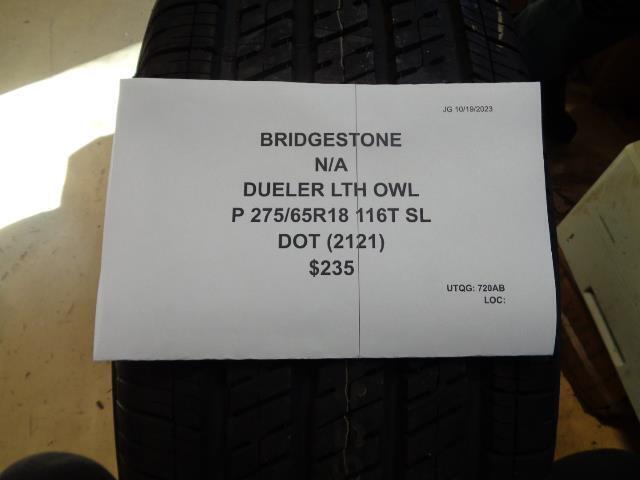 JG 10/19/2023
BRIDGESTONE
N/A
DUELER LTH OWL
P 275/65R18 116T SL
DOT (2121)
$235
UTQG: 720AB
LOC: